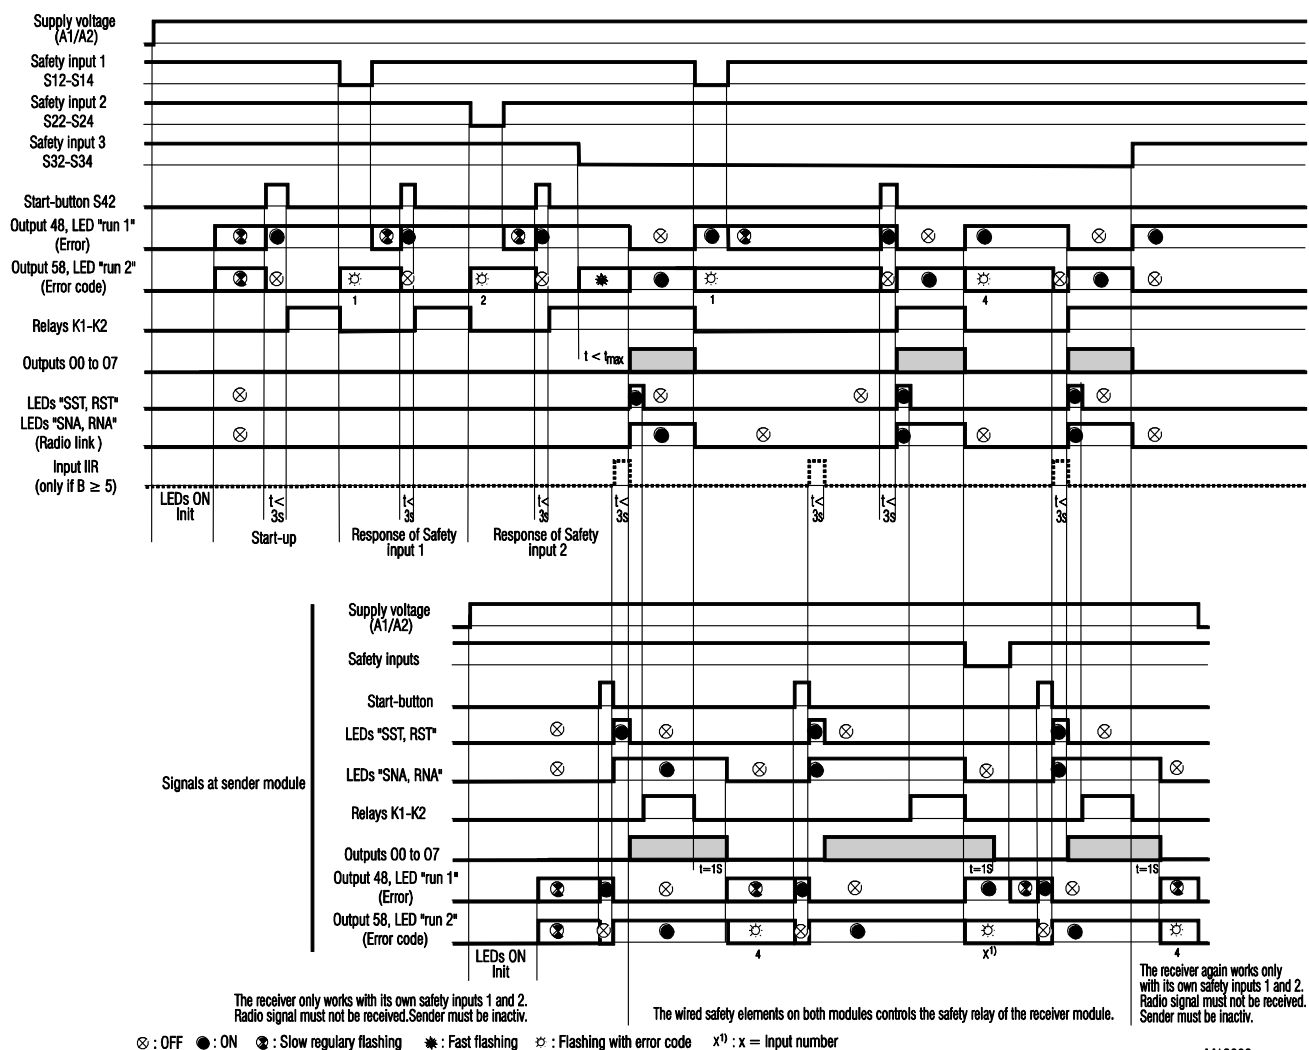 Supply voltage
(A1/A2)
Safety input 1
S12-S14
Safety input 2
S22-S24
Safety input 3
S32-S34
Start-button S42
Output 48, LED "run 1"
(Error)
Output 58, LED "run 2"
(Error code)
1
2
1
4
Relays K1-K2
Outputs O0 to O7
t < tmax
LEDs "SST, RST"
LEDs "SNA, RNA"
(Radio link )
Input IIR
(only if B ≥ 5)
LEDs ON
Init
t<
3s
t<
3s
t<
3s
t<
3s
t<
3s
t<
3s
t<
3s
Start-up
Response of Safety
input 1
Response of Safety
input 2
Signals at sender module
Supply voltage
(A1/A2)
Safety inputs
Start-button
LEDs "SST, RST"
LEDs "SNA, RNA"
Relays K1-K2
Outputs O0 to O7
t=1S
t=1S
t=1S
Output 48, LED "run 1"
(Error)
Output 58, LED "run 2"
(Error code)
4
X1)
4
LEDs ON
Init
The receiver only works with its own safety inputs 1 and 2.
Radio signal must not be received.Sender must be inactiv.
The wired safety elements on both modules controls the safety relay of the receiver module.
The receiver again works only
with its own safety inputs 1 and 2.
Radio signal must not be received.
Sender must be inactiv.
: OFF : ON : Slow regulary flashing : Fast flashing : Flashing with error code X1) : x = Input number